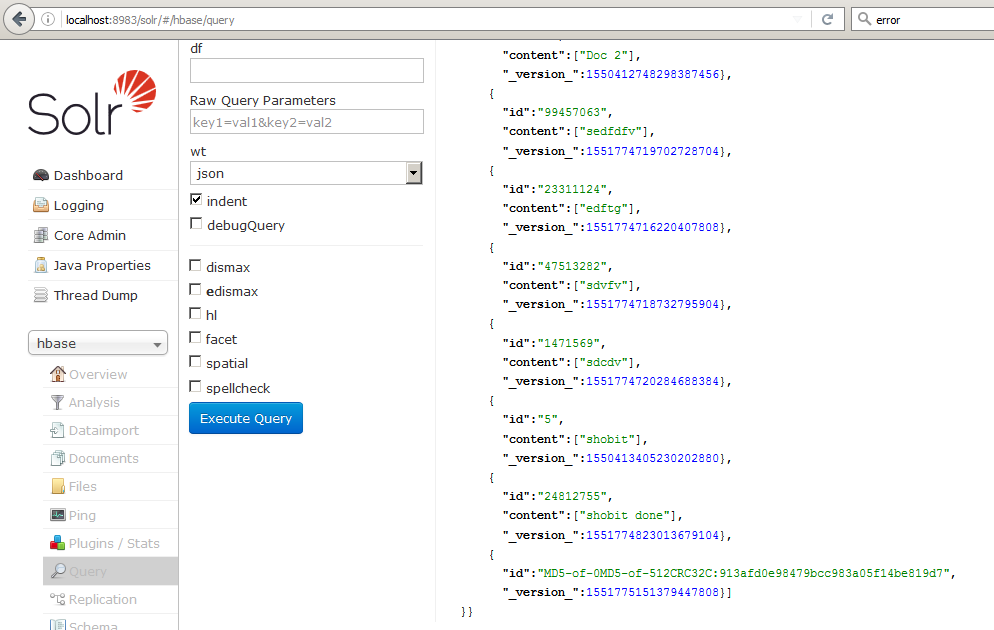 localhost:8983/solr/#/hbase/query
error
Solr
Dashboard
Logging
Core Admin
Java Properties
Thread Dump
hbase
Overview
Analysis
Dataimport
Documents
Files
Ping
Plugins / Stats
Query
Replication
Schema
df
Raw Query Parameters
key1=val1&key2=val2
wt
json
indent
debugQuery
dismax
edismax
hl
facet
spatial
spellcheck
Execute Query
"content":["Doc 2"],
"_version_":1550412748298387456},
{
"id":"99457063",
"content":["sedfdfv"],
"_version_":1551774719702728704},
{
"id":"23311124",
"content":["edftg"],
"_version_":1551774716220407808},
{
"id":"47513282",
"content":["sdvfv"],
"_version_":1551774718732795904},
{
"id":"1471569",
"content":["sdcdv"],
"_version_":1551774720284688384},
{
"id":"5",
"content":["shobit"],
"_version_":1550413405230202880},
{
"id":"24812755",
"content":["shobit done"],
"_version_":1551774823013679104},
{
"id":"MD5-of-0MD5-of-512CRC32C:913afd0e98479bcc983a05f14be819d7",
"_version_":1551775151379447808}]
}}